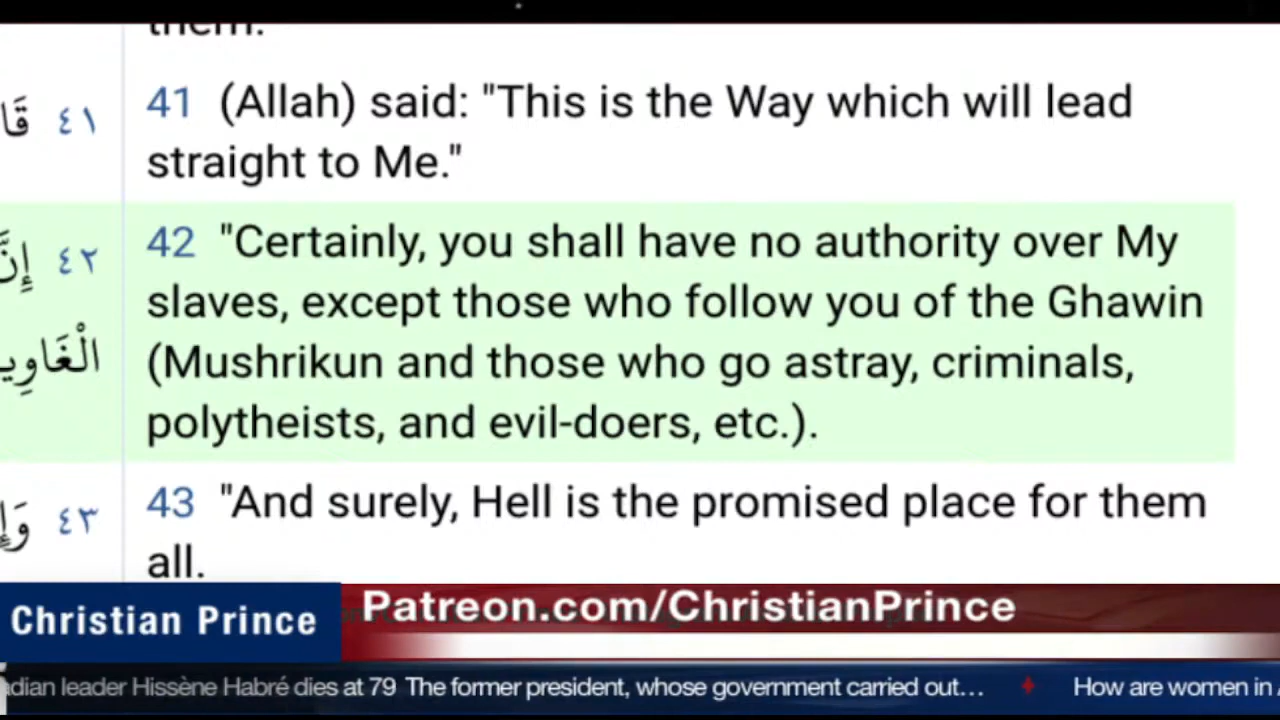 them.
٤١ قَا
41 (Allah) said: "This is the Way which will lead
straight to Me."
٤٢ إِنَّ
42 "Certainly, you shall have no authority over My
slaves, except those who follow you of the Ghawin
(Mushrikun and those who go astray, criminals,
polytheists, and evil-doers, etc.).
الْغَاوِي
٤٣ وَإِ
43 "And surely, Hell is the promised place for them
all.
Christian Prince
Patreon.com/ChristianPrince
adian leader Hissène Habré dies at 79 The former president, whose government carried out... How are women in